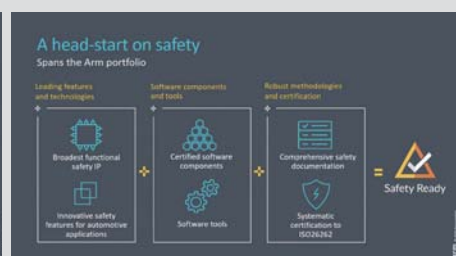 A head-start on safety
Spans the Arm portfolio
Leading features
and technologies
Broadest functional
safety IP
Innovative safety
features for automotive
applications
Software components
and tools
Certified software
components
Software tools
Robust methodologies
and certification
Comprehensive safety
documentation
Systematic
certification to
ISO26262
=
Safety Ready